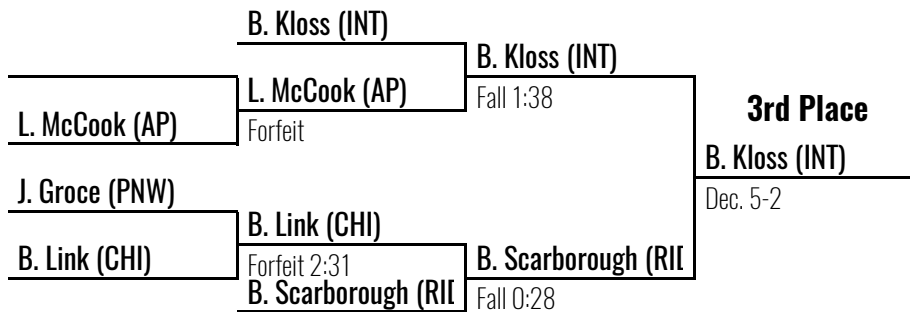 B. Kloss (INT)
B. Kloss (INT)
L. McCook (AP)
Fall 1:38
3rd Place
L. McCook (AP)
Forfeit
B. Kloss (INT)
J. Groce (PNW)
Dec. 5-2
B. Link (CHI)
B. Link (CHI)
Forfeit 2:31
B. Scarborough (RI
B. Scarborough (RI
Fall 0:28